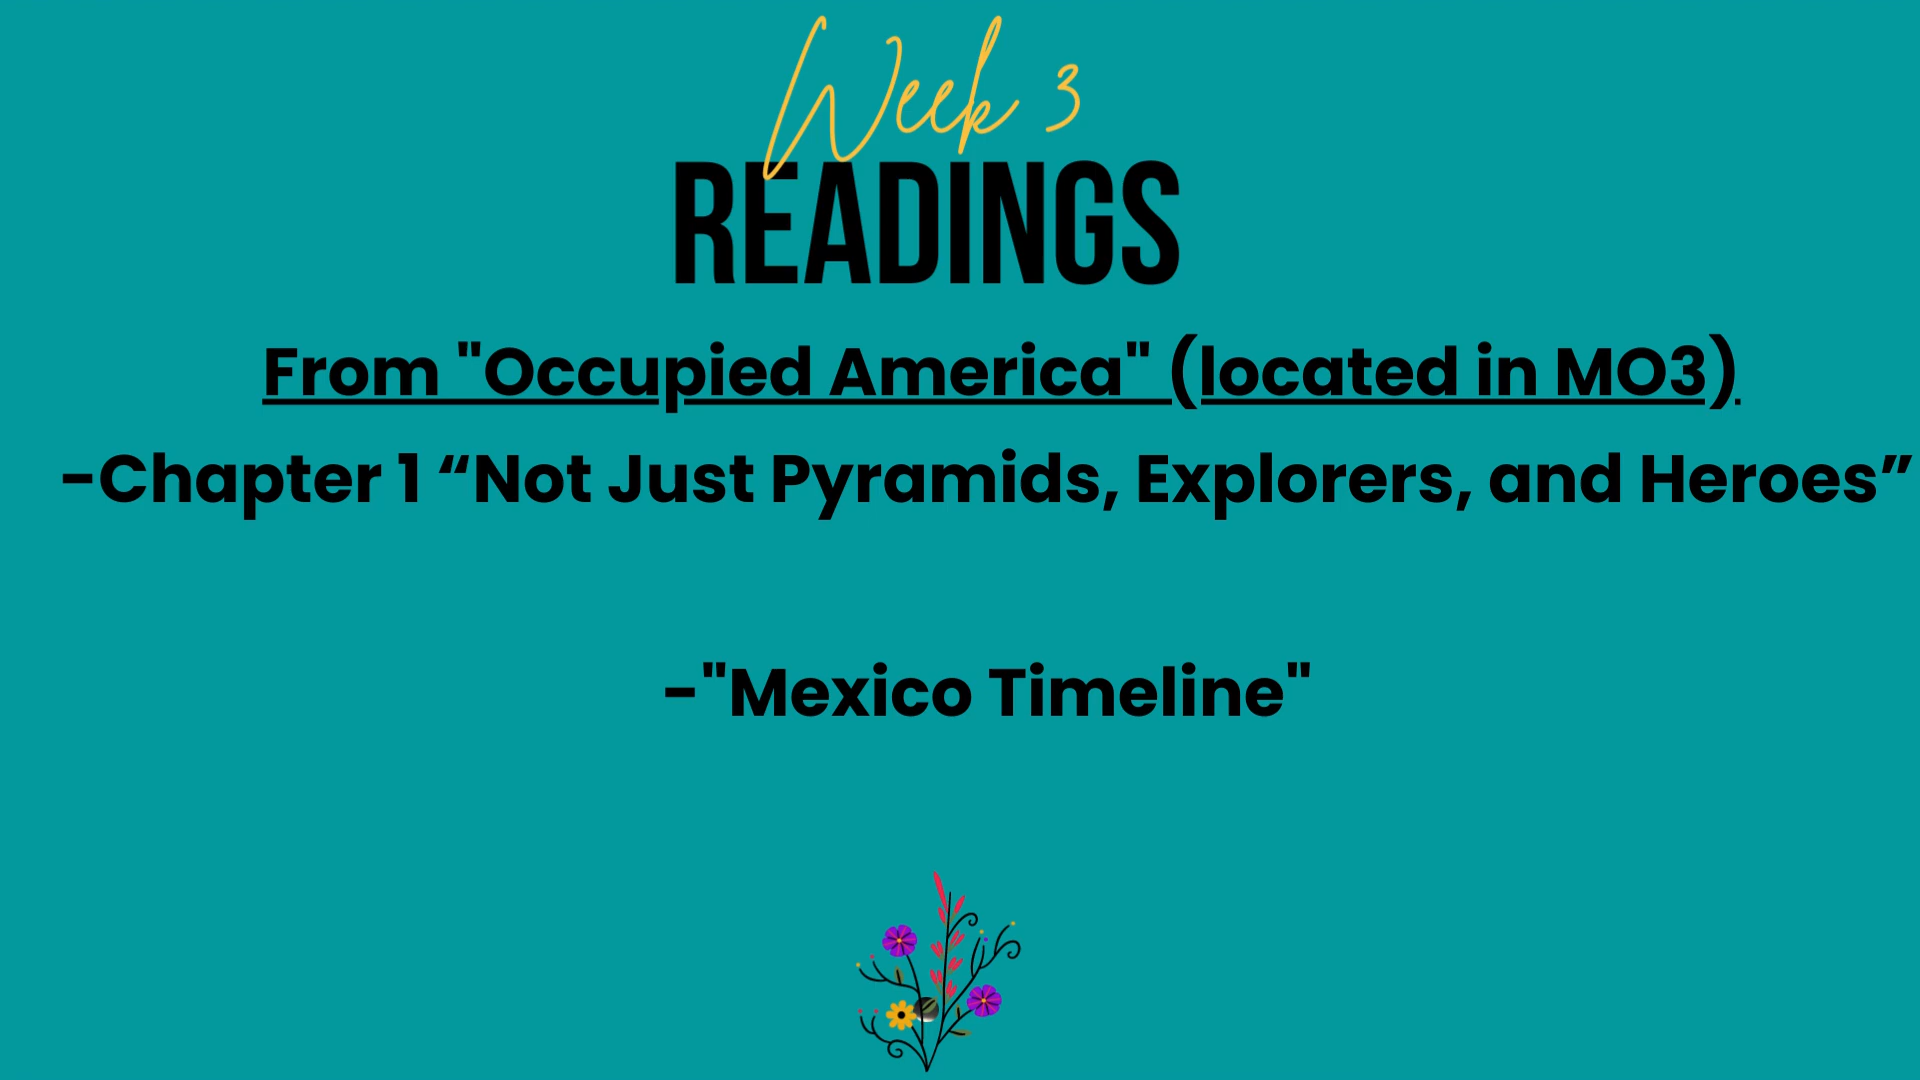 Week 3
READINGS
From "Occupied America" (located in MO3)
-Chapter 1 “Not Just Pyramids, Explorers, and Heroes”
-"Mexico Timeline"